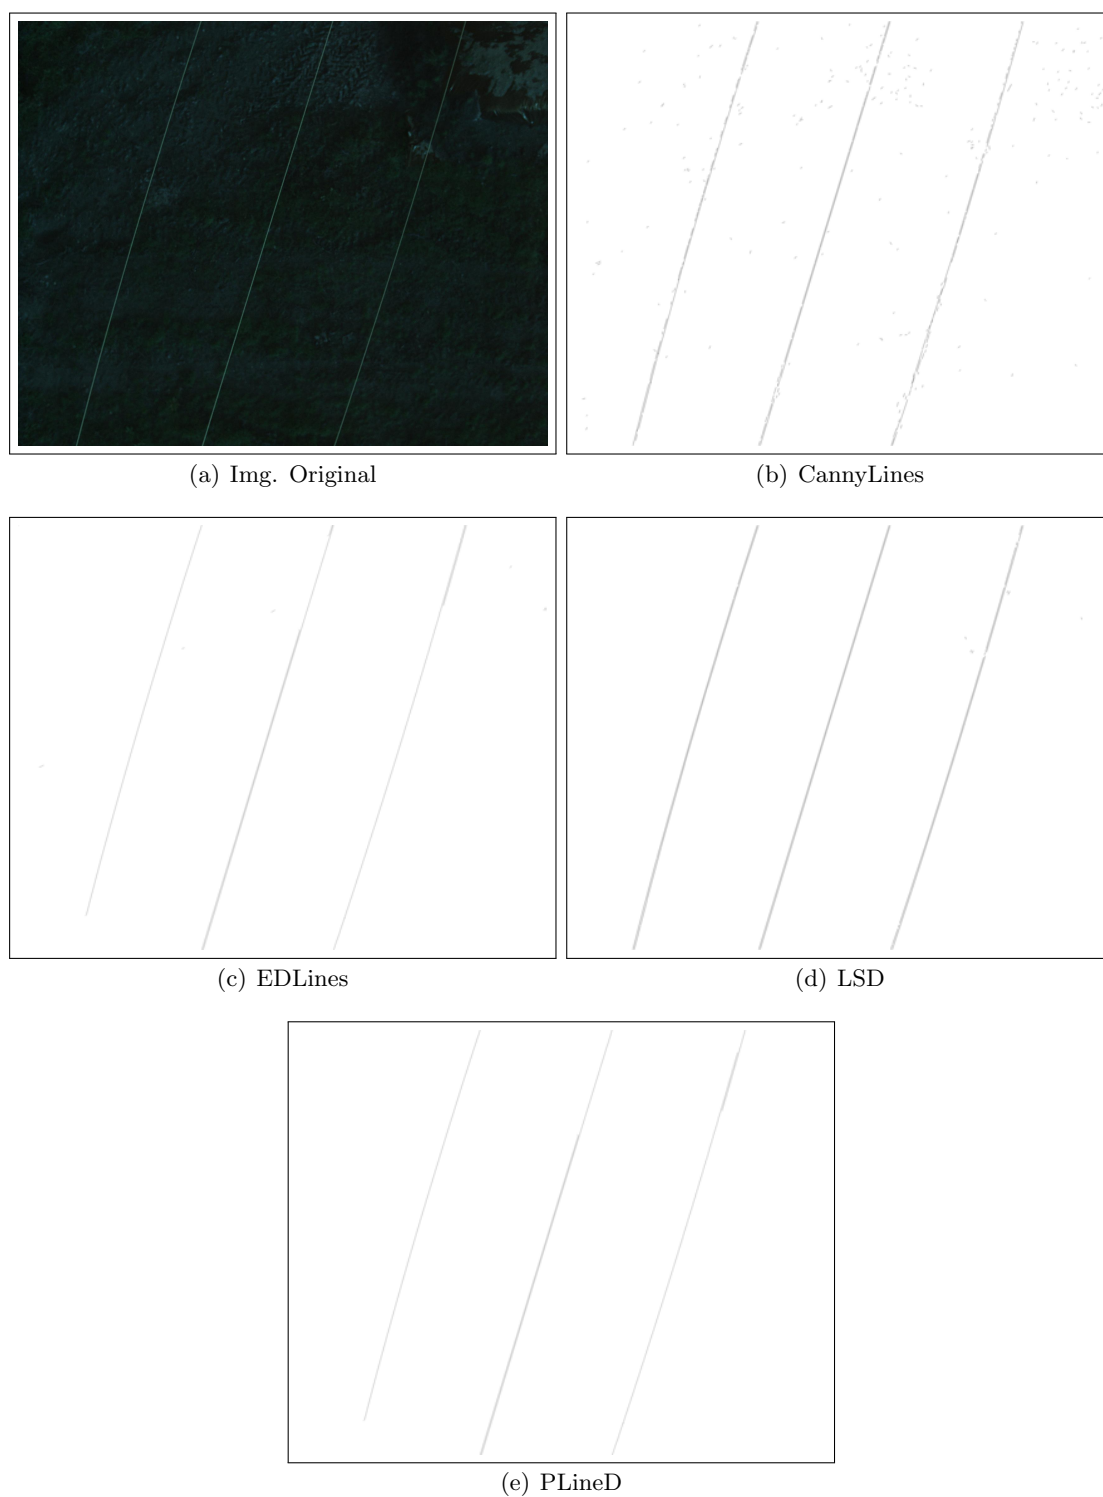 (a) Img. Original
(b) CannyLines
(c) EDLines
(d) LSD
(e) PLineD